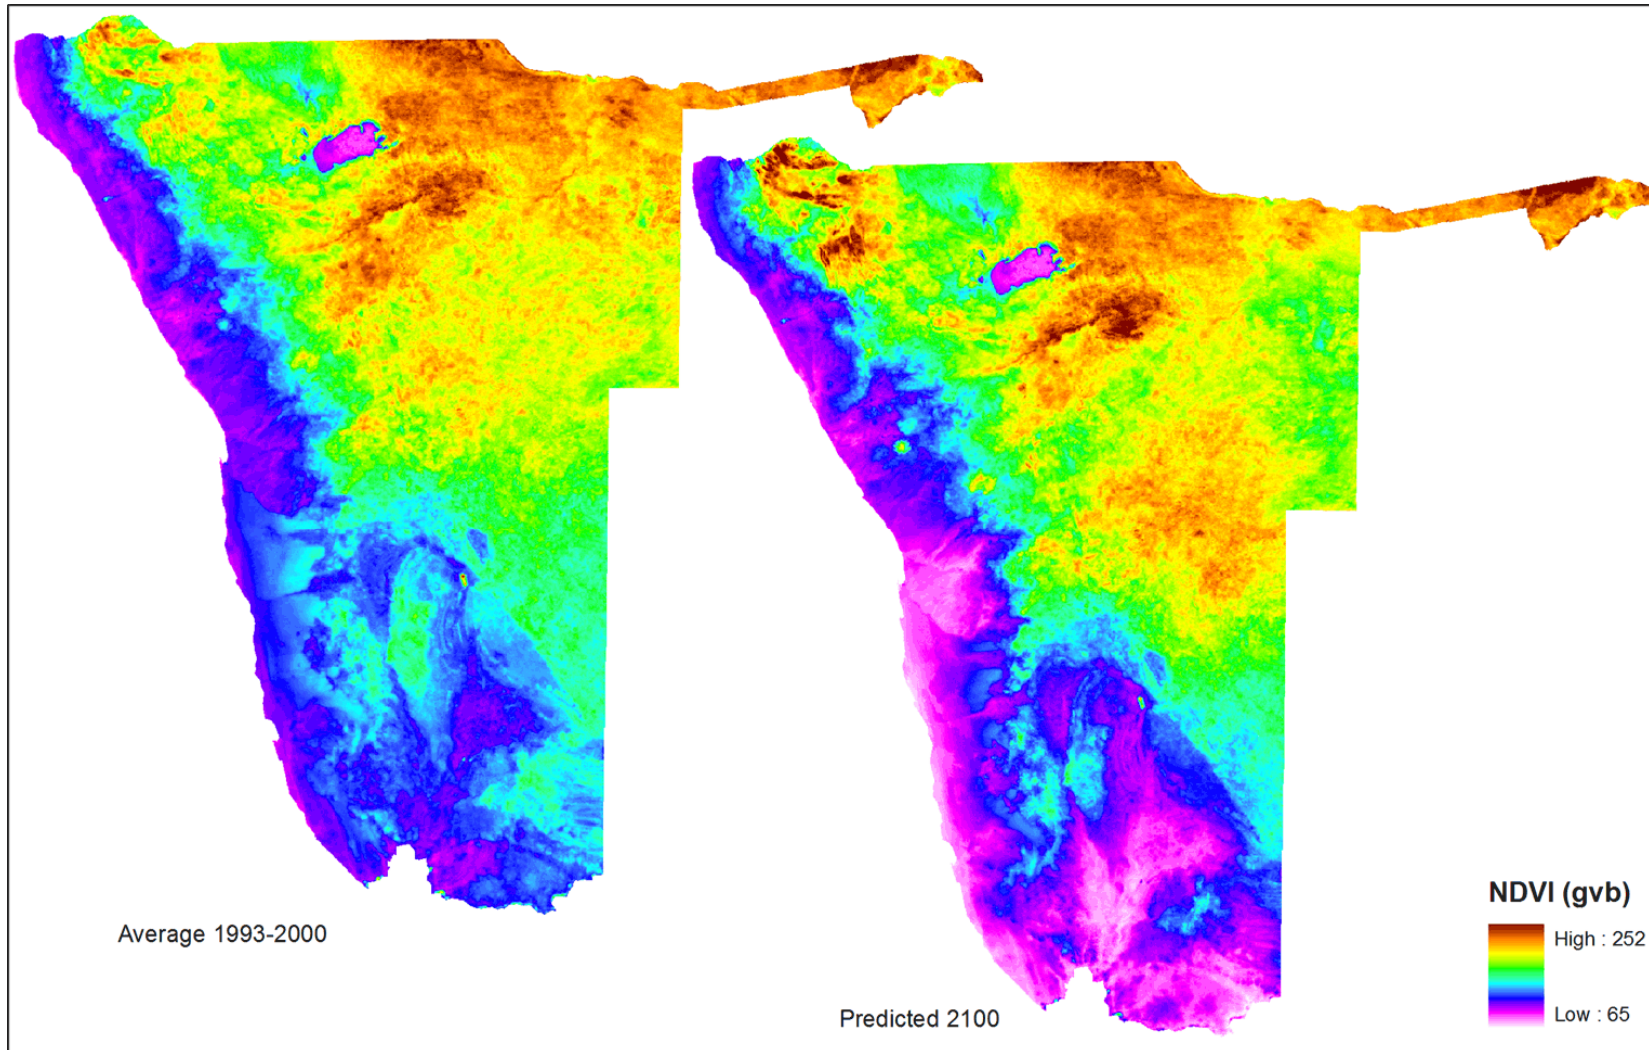 Average 1993-2000
Predicted 2100
NDVI (gvb)
High : 252
Low : 65